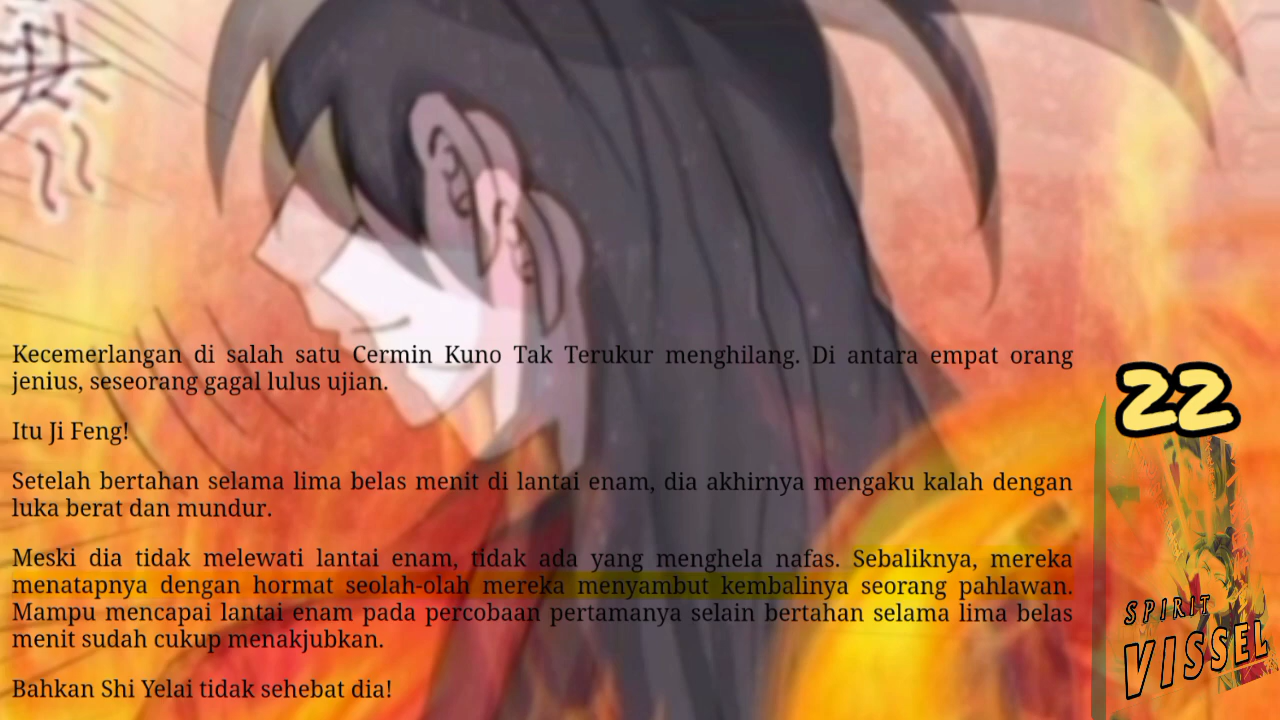 Kecemerlangan di salah satu Cermin Kuno Tak Terukur menghilang. Di antara empat orang
jenius, seseorang gagal lulus ujian.
Itu Ji Feng!
Setelah bertahan selama lima belas menit di lantai enam, dia akhirnya mengaku kalah dengan
luka berat dan mundur.
Meski dia tidak melewati lantai enam, tidak ada yang menghela nafas. Sebaliknya, mereka
menatapnya dengan hormat seolah-olah mereka menyambut kembalinya seorang pahlawan.
Mampu mencapai lantai enam pada percobaan pertamanya selain bertahan selama lima belas
menit sudah cukup menakjubkan.
Bahkan Shi Yelai tidak sehebat dia!
22
SPIRIT
VISSEL